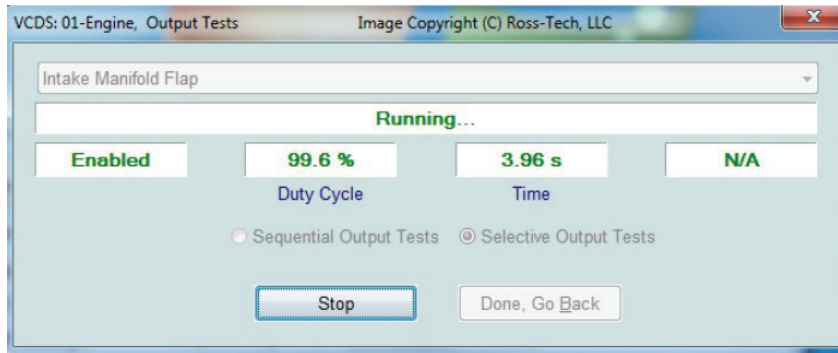 VCDS: 01-Engine, Output Tests Image Copyright (C) Ross-Tech, LLC X
Intake Manifold Flap
Running...
Enabled 99.6 % 3.96 s N/A
Duty Cycle Time
Sequential Output Tests Selective Output Tests
Stop Done, Go Back